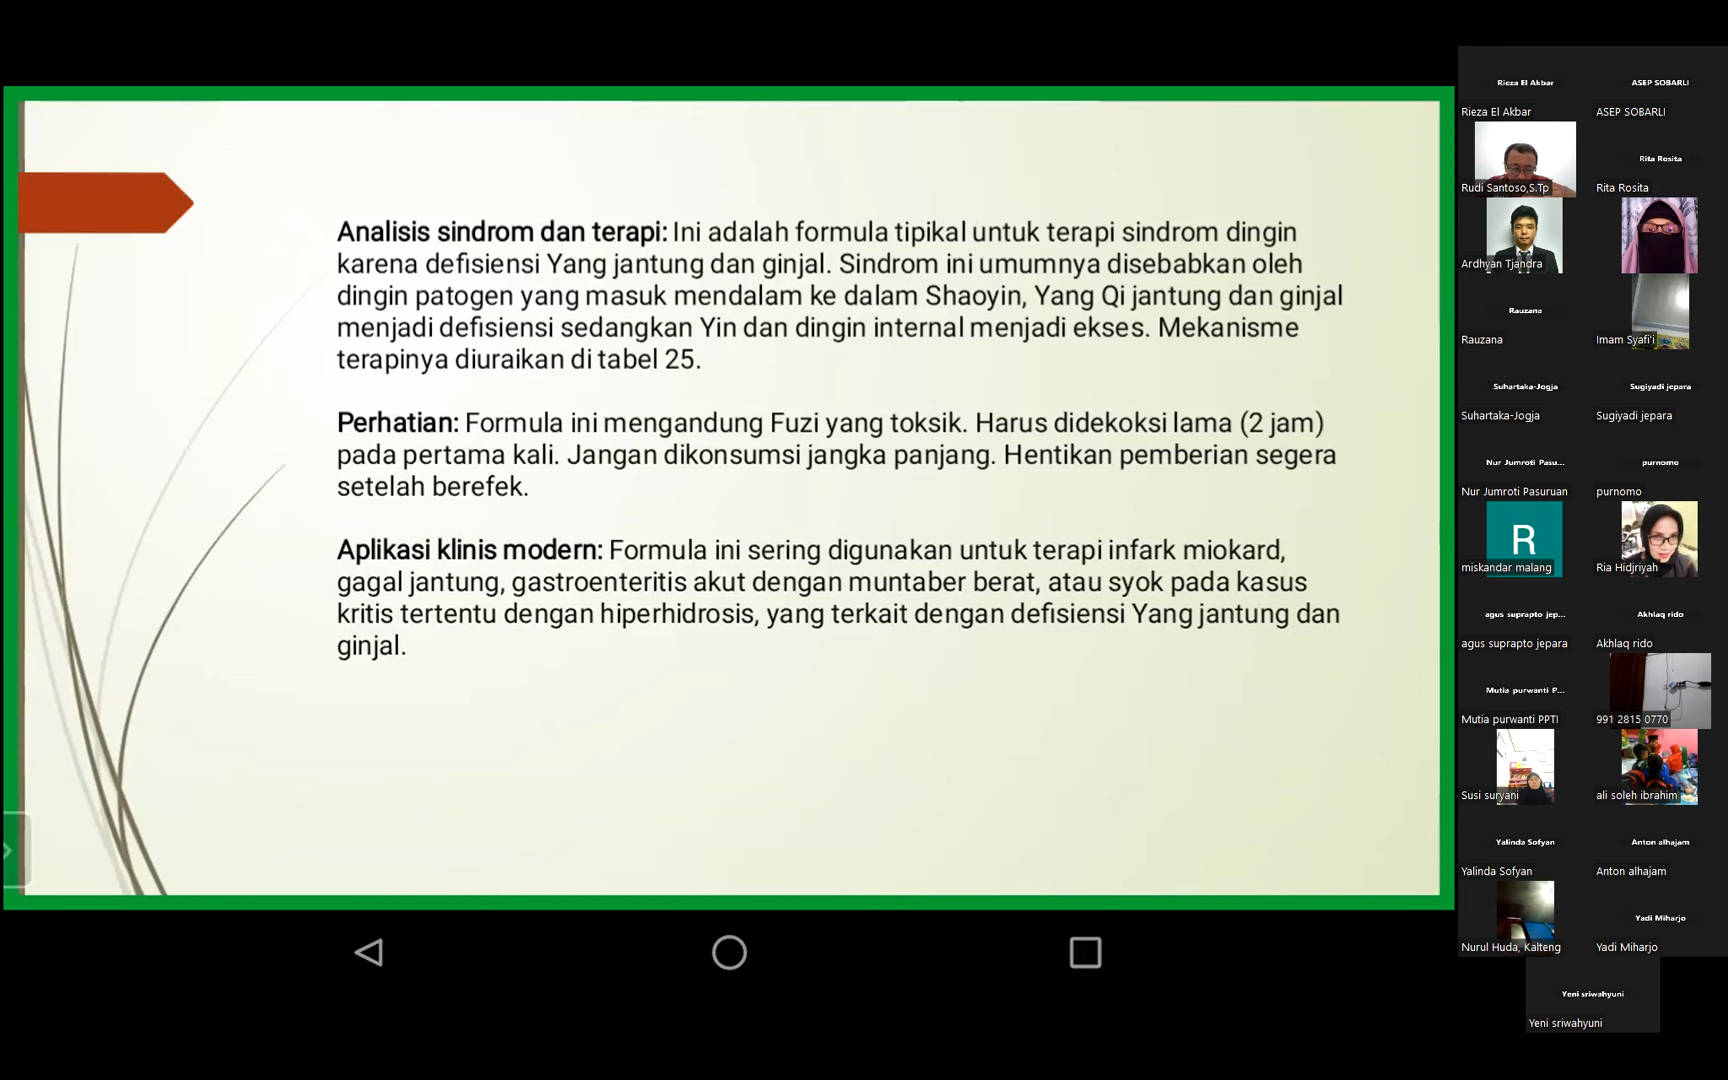 Analisis sindrom dan terapi: Ini adalah formula tipikal untuk terapi sindrom dingin
karena defisiensi Yang jantung dan ginjal. Sindrom ini umumnya disebabkan oleh
dingin patogen yang masuk mendalam ke dalam Shaoyin, Yang Qi jantung dan ginjal
menjadi defisiensi sedangkan Yin dan dingin internal menjadi ekses. Mekanisme
terapinya diuraikan di tabel 25.
Perhatian: Formula ini mengandung Fuzi yang toksik. Harus didekoksi lama (2 jam)
pada pertama kali. Jangan dikonsumsi jangka panjang. Hentikan pemberian segera
setelah berefek.
Aplikasi klinis modern: Formula ini sering digunakan untuk terapi infark miokard,
gagal jantung, gastroenteritis akut dengan muntaber berat, atau syok pada kasus
kritis tertentu dengan hiperhidrosis, yang terkait dengan defisiensi Yang jantung dan
ginjal.
Rieza El Akbar
Rieza El Akbar
ASEP SOBARLI
ASEP SOBARLI
Rudi Santoso,S.Tp
Rita Rosita
Rita Rosita
Ardhyan Tjandra
Rauzana
Rauzana
Imam Syafi'i
Suhartaka-Jogja
Suhartaka-Jogja
Sugiyadi jepara
Sugiyadi jepara
Nur Jumroti Pasu...
Nur Jumroti Pasuruan
purnomo
purnomo
R
miskandar malang
Ria Hidjriyah
agus suprapto jep...
agus suprapto jepara
Akhlaq rido
Akhlaq rido
Mutia purwanti P...
Mutia purwanti PPTI
991 2815 0770
Susi suryani
ali soleh ibrahim
Yalinda Sofyan
Yalinda Sofyan
Anton alhajam
Anton alhajam
Nurul Huda, Kalteng
Yadi Miharjo
Yadi Miharjo
Yeni sriwahyuni
Yeni sriwahyuni